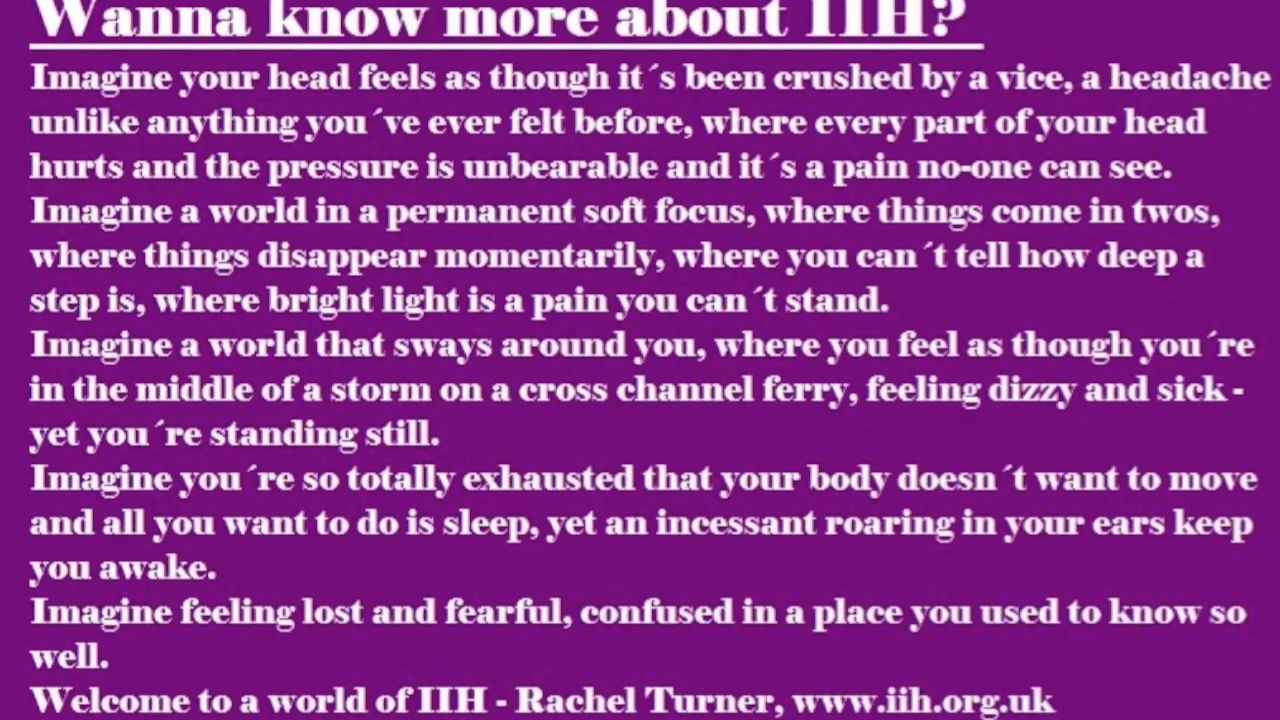 Wanna know more about IIH?
Imagine your head feels as though it´s been crushed by a vice, a headache
unlike anything you´ve ever felt before, where every part of your head
hurts and the pressure is unbearable and it´s a pain no-one can see.
Imagine a world in a permanent soft focus, where things come in twos,
where things disappear momentarily, where you can´t tell how deep a
step is, where bright light is a pain you can´t stand.
Imagine a world that sways around you, where you feel as though you´re
in the middle of a storm on a cross channel ferry, feeling dizzy and sick -
yet you´re standing still.
Imagine you´re so totally exhausted that your body doesn´t want to move
and all you want to do is sleep, yet an incessant roaring in your ears keep
you awake.
Imagine feeling lost and fearful, confused in a place you used to know so
well.
Welcome to a world of IIH - Rachel Turner, www.iih.org.uk